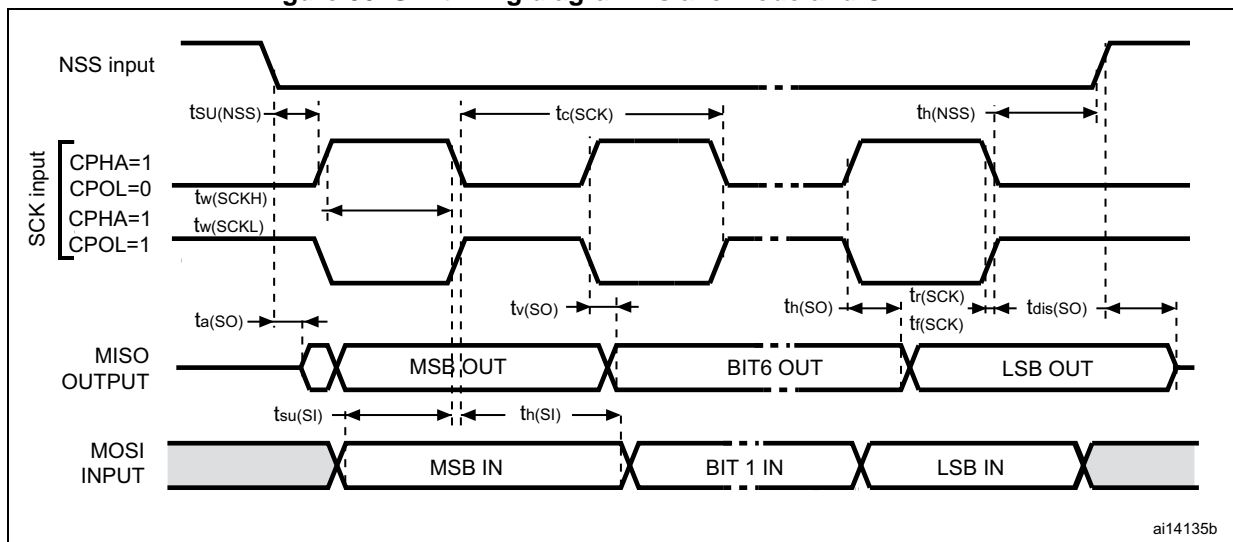 NSS input
tSU(NSS)
tc(SCK)
th(NSS)
SCK input
CPHA=1
CPOL=0
tw(SCKH)
CPHA=1
tw(SCKL)
CPOL=1
ta(SO)
tv(SO)
th(SO)
tr(SCK)
tf(SCK)
tdis(SO)
MISO
OUTPUT
MSB OUT
BIT6 OUT
LSB OUT
tsu(SI)
th(SI)
MOSI
INPUT
MSB IN
BIT 1 IN
LSB IN
ai14135b